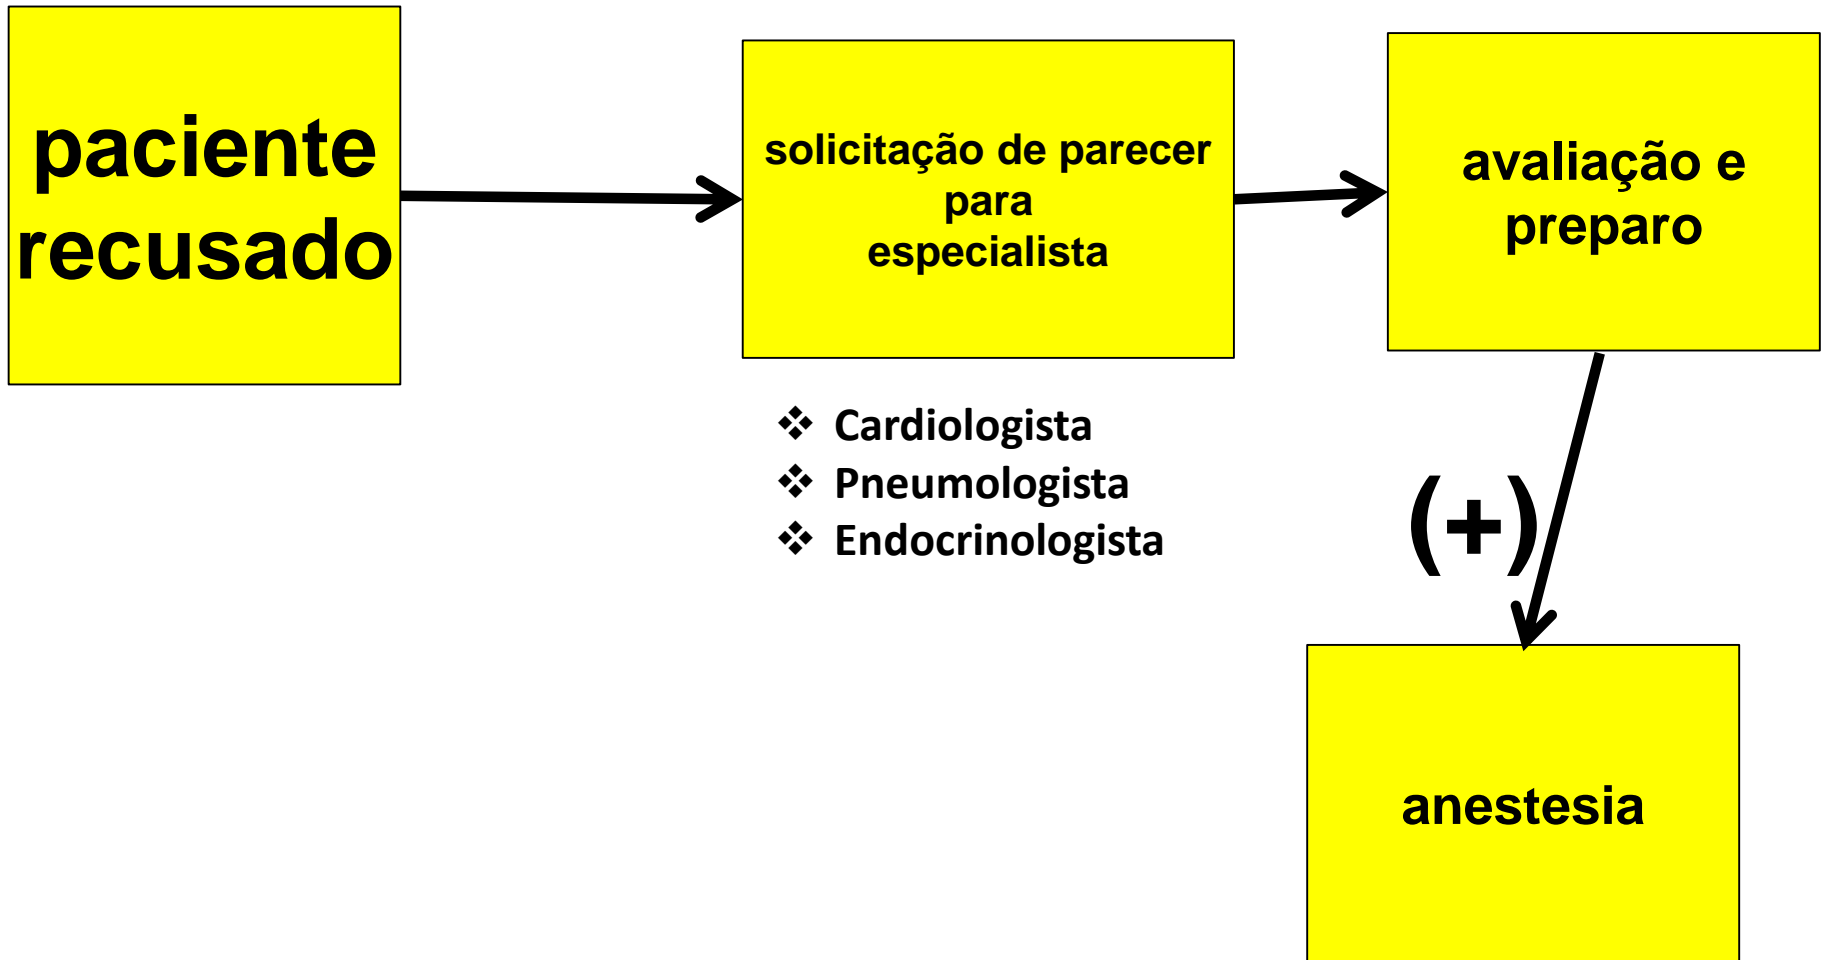 paciente
recusado
solicitação de parecer
para
especialista
avaliação e
preparo
❖ Cardiologista
❖ Pneumologista
❖ Endocrinologista
(+)
anestesia